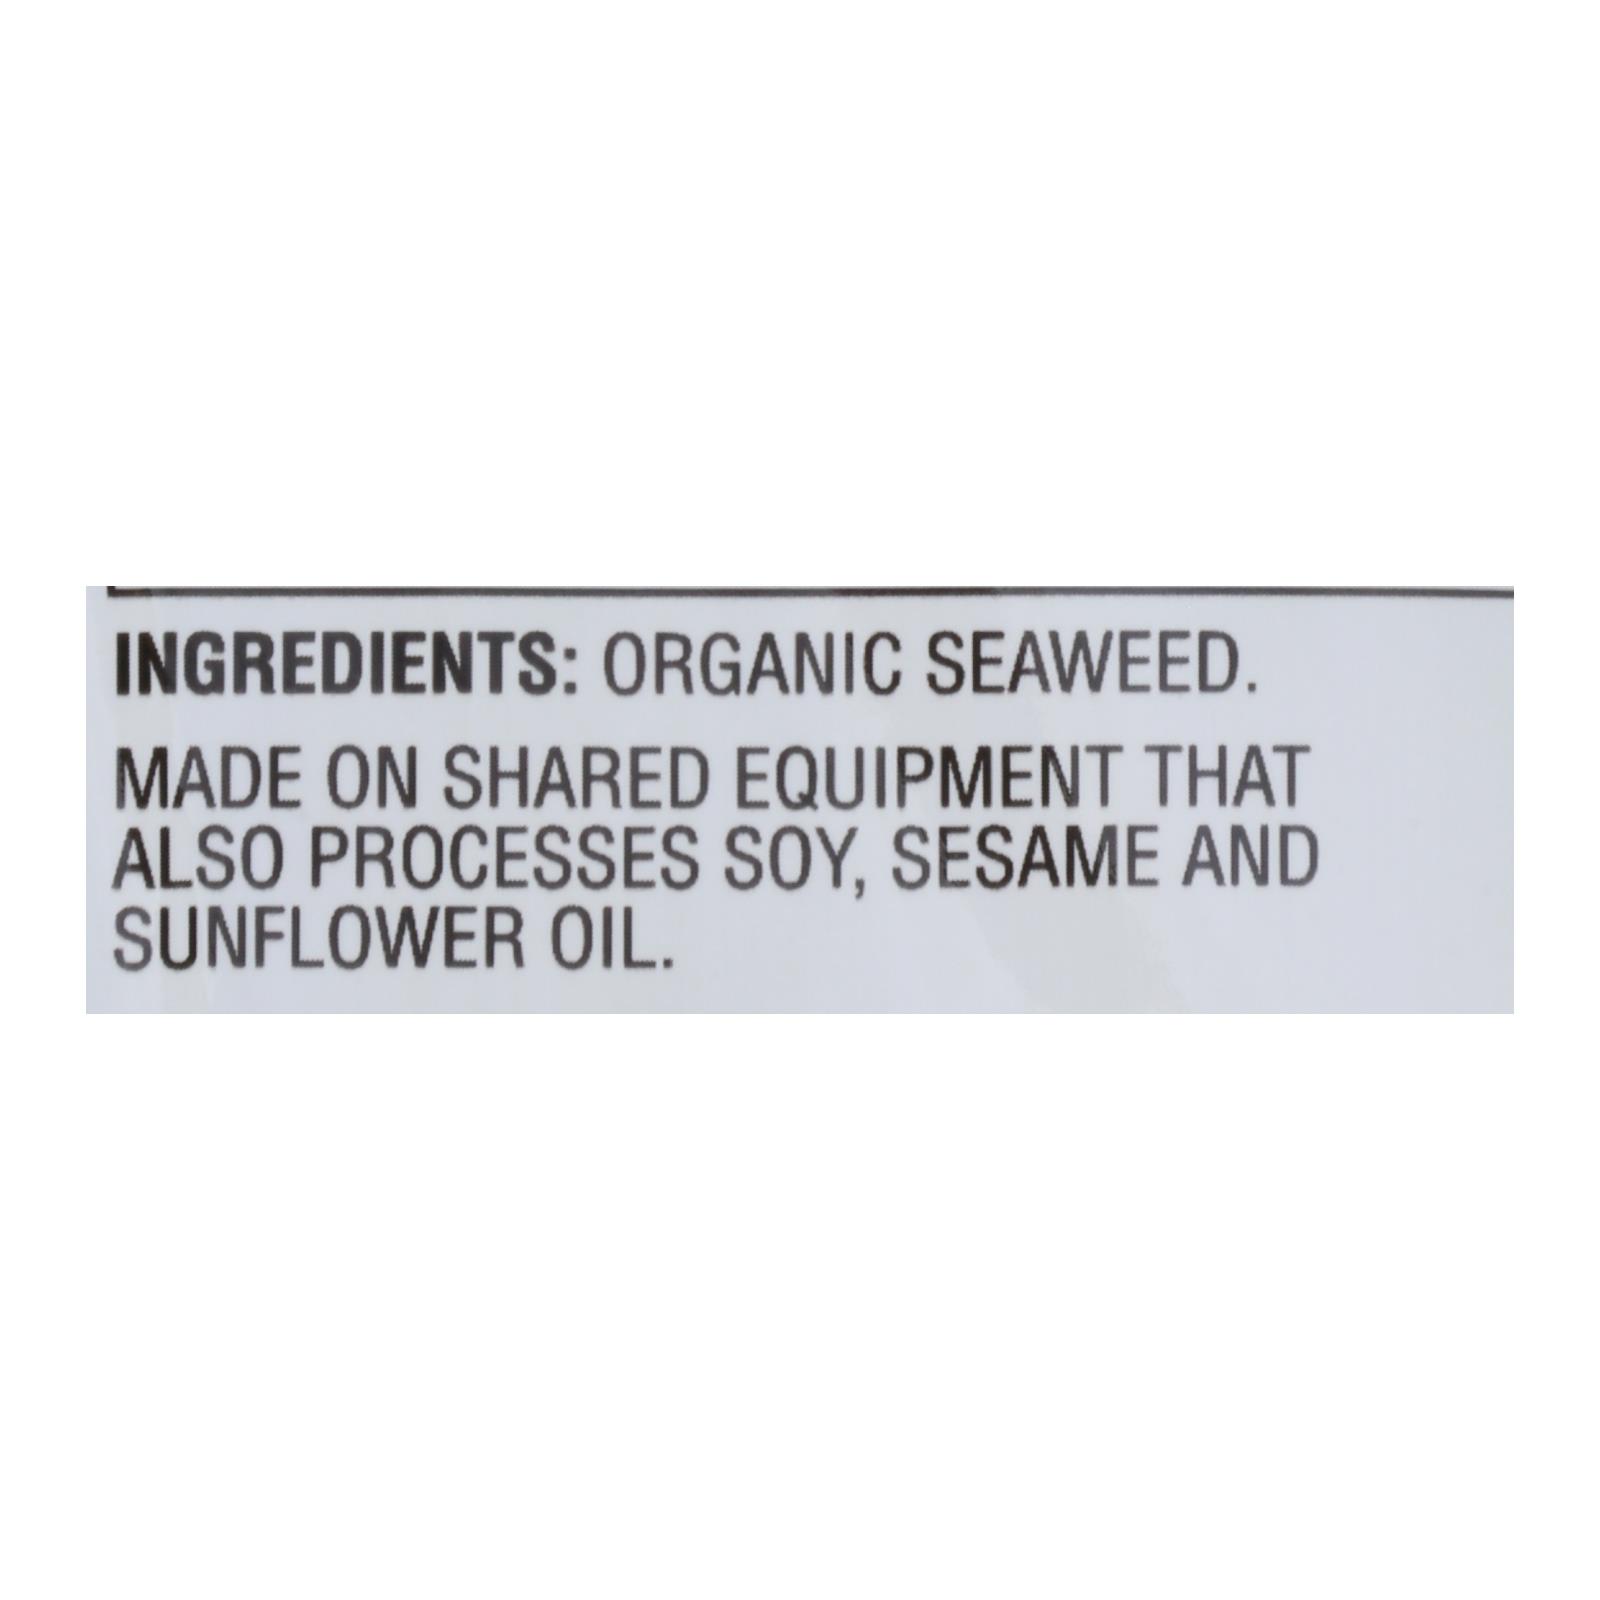 INGREDIENTS: ORGANIC SEAWEED.
MADE ON SHARED EQUIPMENT THAT
ALSO PROCESSES SOY, SESAME AND
SUNFLOWER OIL.